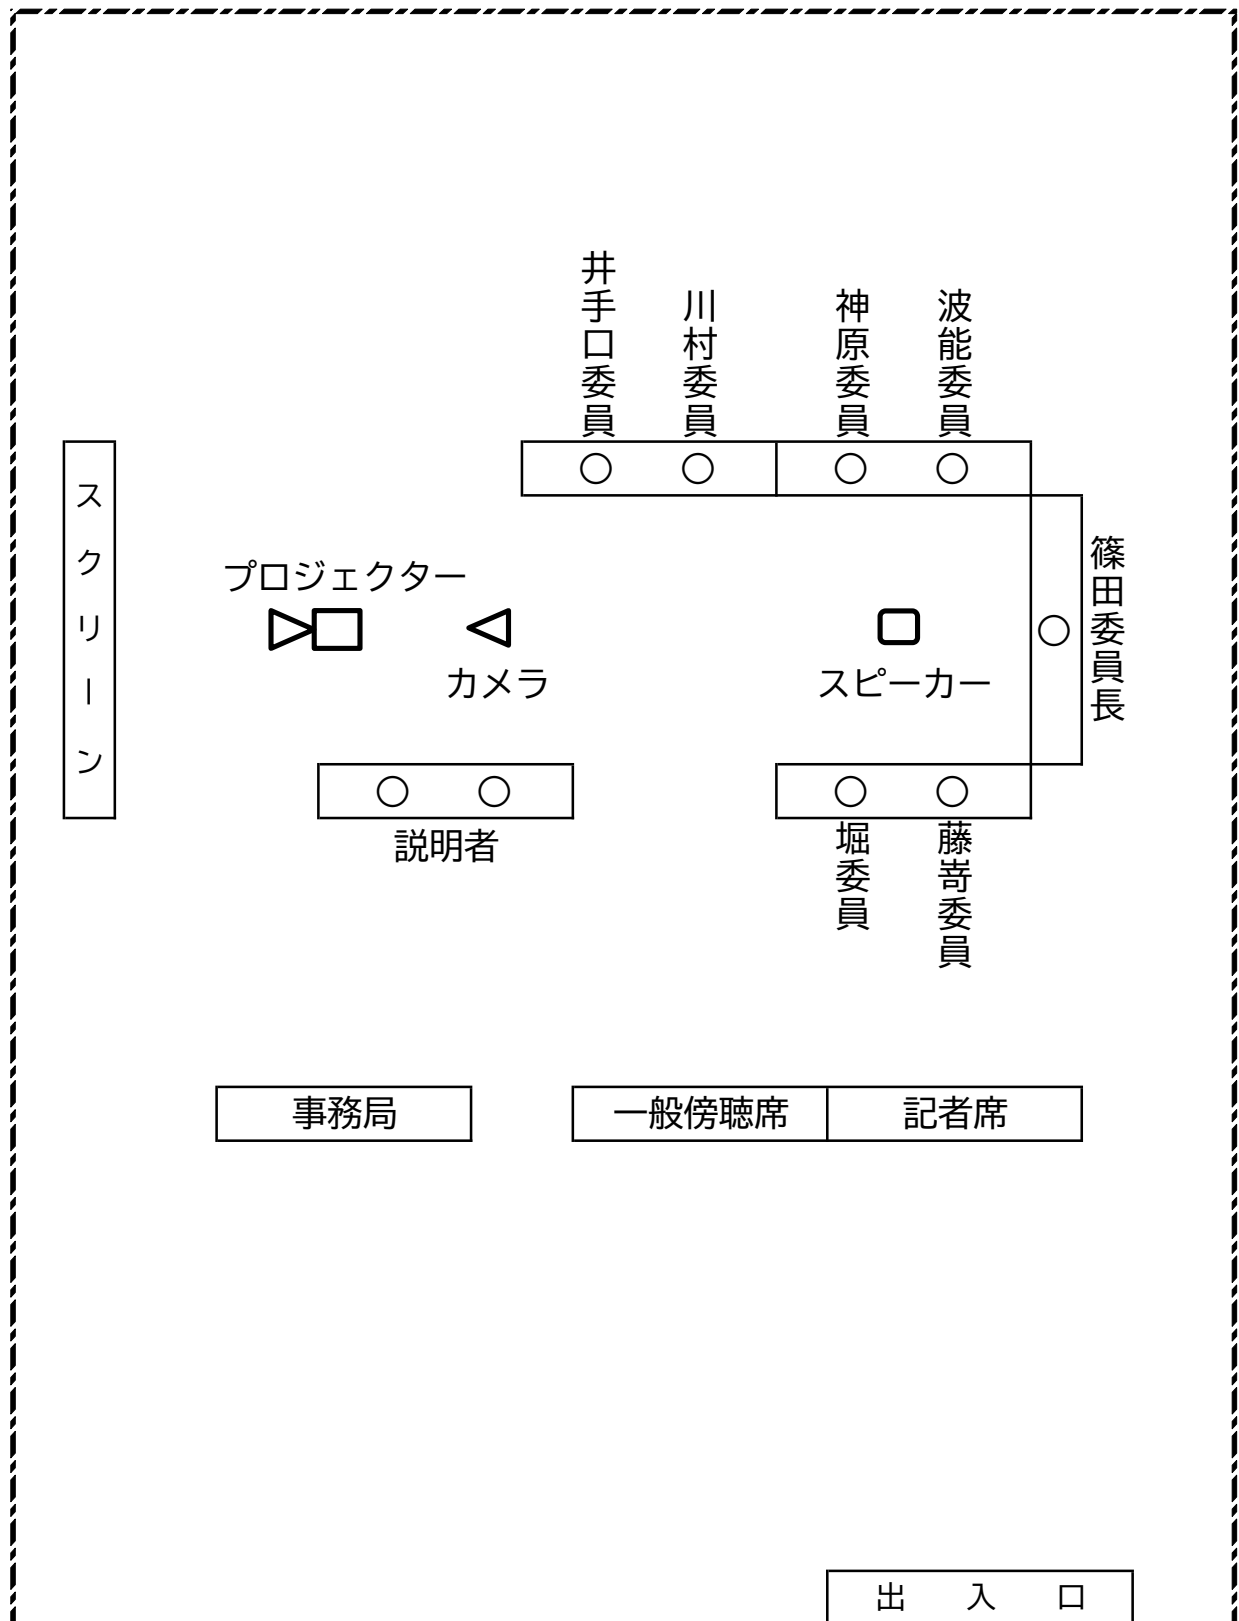 井手口委員
川村委員
神原委員
波能委員
スクリーン
プロジェクター
カメラ
スピーカー
篠田委員長
説明者
堀委員
藤嵜委員
事務局
一般傍聴席
記者席
出入口